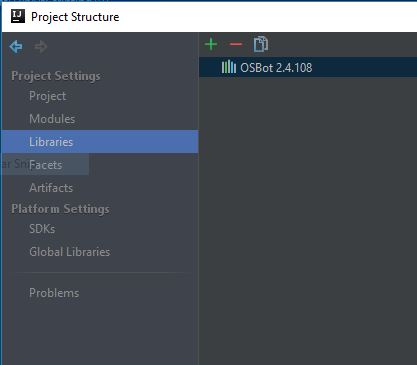 IJ
Project Structure
Project Settings
Project
Modules
Libraries
Facets
Artifacts
Platform Settings
SDKs
Global Libraries
Problems
OSBot 2.4.108